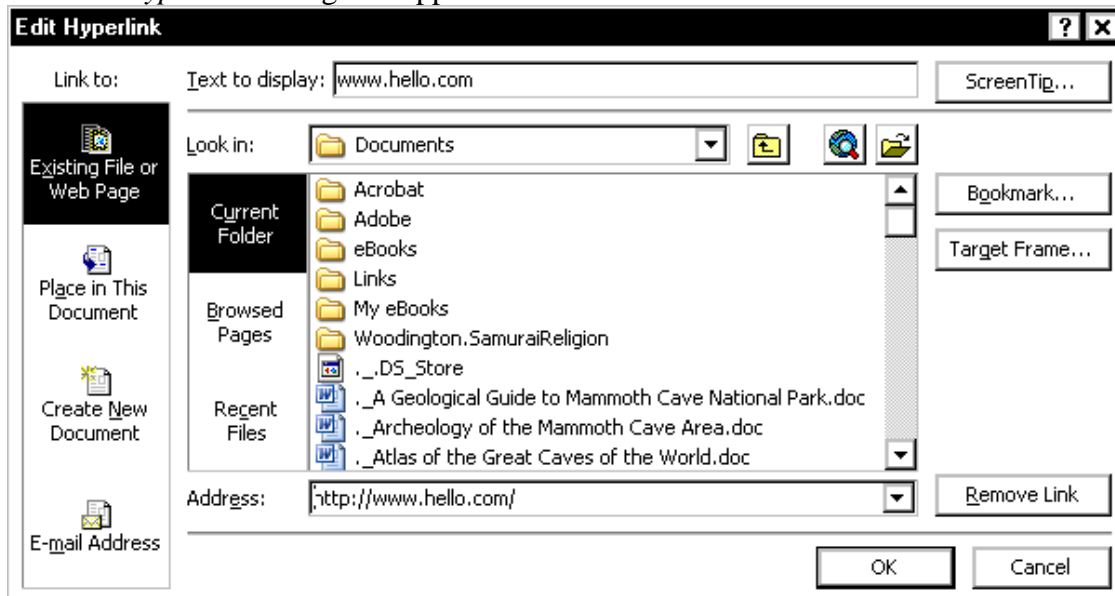 Edit Hyperlink
Link to:
Text to display: www.hello.com
ScreenTip...
Existing File or
Web Page
Look in: Documents
Current
Folder
Acrobat
Adobe
eBooks
Links
My eBooks
Woodington.SamuraiReligion
._.DS_Store
._A Geological Guide to Mammoth Cave National Park.doc
._Archeology of the Mammoth Cave Area.doc
._Atlas of the Great Caves of the World.doc
Bookmark...
Target Frame...
Place in This
Document
Browsed
Pages
Create New
Document
Recent
Files
Address: http://www.hello.com/
Remove Link
E-mail Address
OK
Cancel